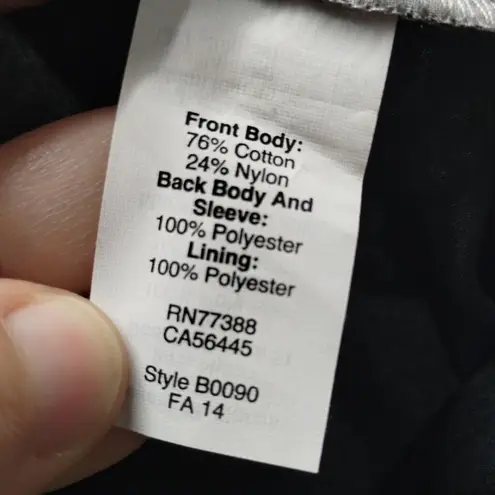 Front Body:
76% Cotton
24% Nylon
Back Body And
Sleeve:
100% Polyester
Lining:
100% Polyester
RN77388
CA56445
Style B0090
FA 14